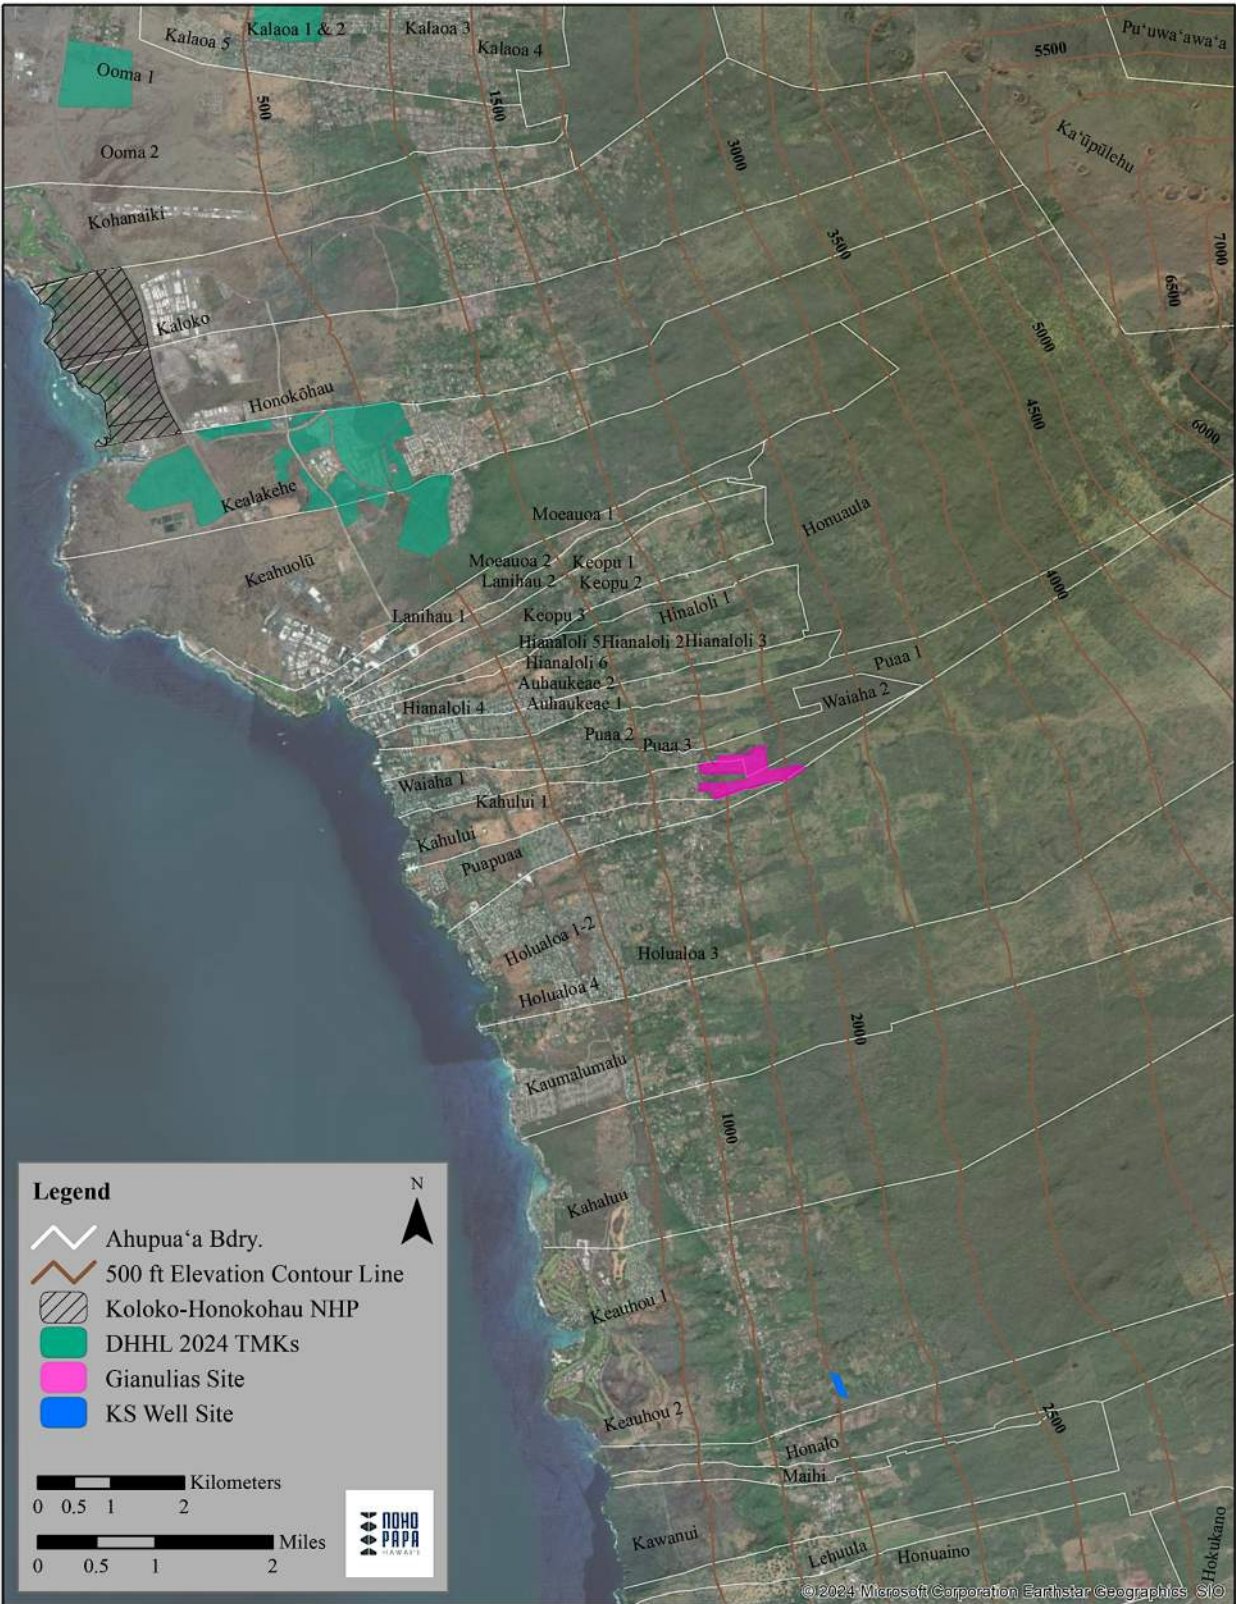 Kalaoa 5
Kalaoa 1 & 2
Kalaoa 3
Kalaoa 4
Puʻuwaʻawaʻa
5500
Ooma 1
500
1500
Ooma 2
3000
Kaʻūpūlehu
Kohanaiki
3500
7000
6500
Kaloko
5000
Honokōhau
4500
6000
Kealakehe
Moeauoa 1
Honuaula
Keahuolū
Moeauoa 2
Keopu 1
Lanihau 2
Keopu 2
4000
Lanihau 1
Keopu 3
Hinaloli 1
Hianaloli 5
Hianaloli 2
Hianaloli 3
Hianaloli 6
Puaa 1
Auhaukeae 2
Waiaha 2
Hianaloli 4
Auhaukeae 1
Puaa 2
Puaa 3
Waiaha 1
Kahului 1
Kahului
Puapuaa
Holualoa 1-2
Holualoa 3
Holualoa 4
2000
Kaumalumalu
1000
Kahaluu
Keauhou 1
Keauhou 2
2500
Honalo
Maihi
Kawanui
Lehuula
Honuaino
Hokukano
Legend
N
Ahupuaʻa Bdry.
500 ft Elevation Contour Line
Koloko-Honokohau NHP
DHHL 2024 TMKs
Gianulias Site
KS Well Site
Kilometers
0 0.5 1 2
Miles
0 0.5 1 2
NOHO
PAPA
HAWAIʻI
© 2024 Microsoft Corporation Earthstar Geographics SIO